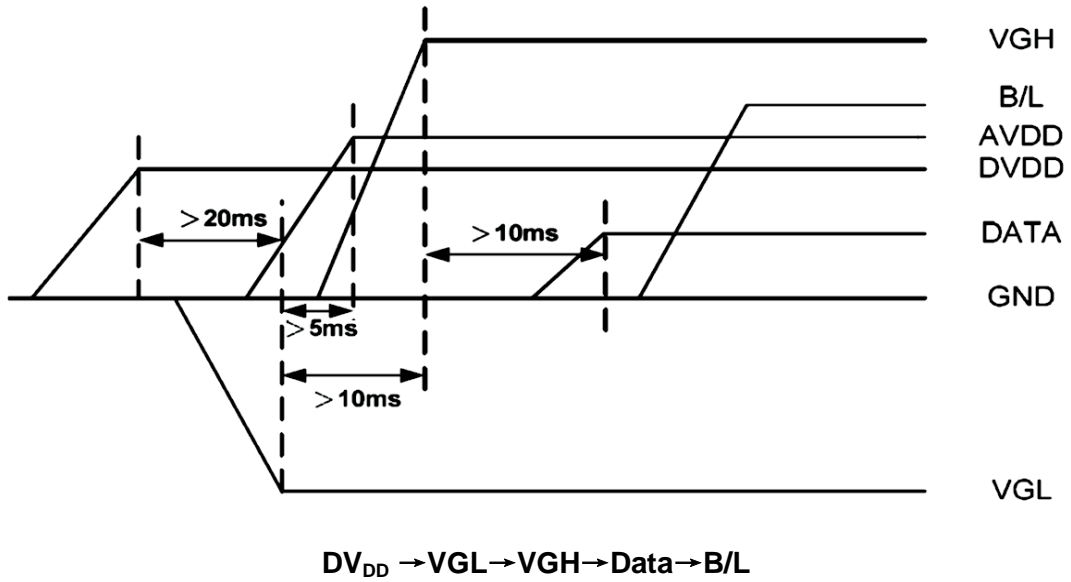 VGH
B/L
AVDD
DVDD
>20ms
>10ms
DATA
GND
>5ms
>10ms
VGL
DVDD →VGL→VGH→Data→B/L